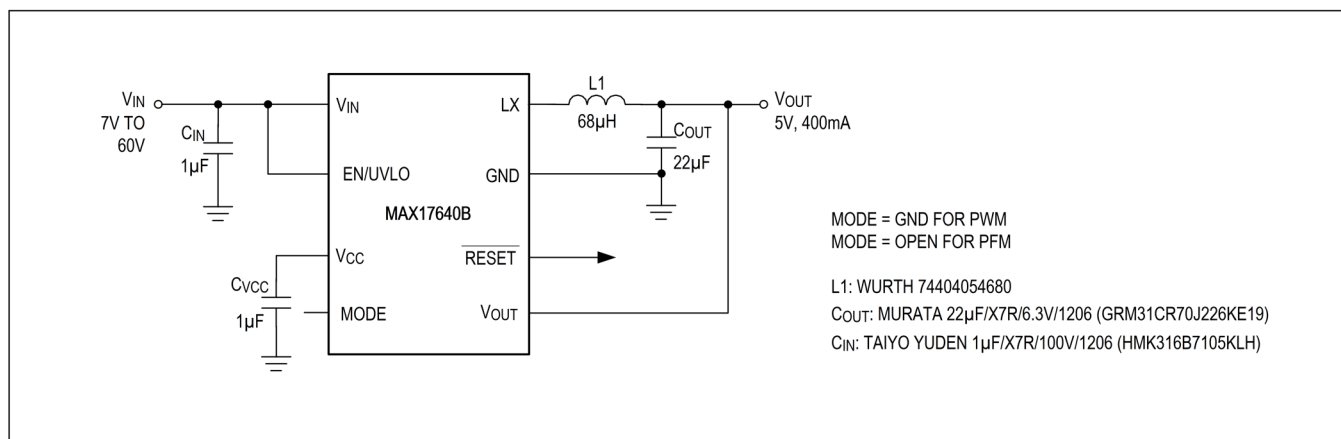 VIN
7V TO
60V
CIN
1µF
VIN
EN/UVLO
MAX17640B
VCC
CVCC
1µF
MODE
LX
GND
RESET
VOUT
L1
68µH
COUT
22µF
VOUT
5V, 400mA
MODE = GND FOR PWM
MODE = OPEN FOR PFM
L1: WURTH 74404054680
COUT: MURATA 22µF/X7R/6.3V/1206 (GRM31CR70J226KE19)
CIN: TAIYO YUDEN 1µF/X7R/100V/1206 (HMK316B7105KLH)